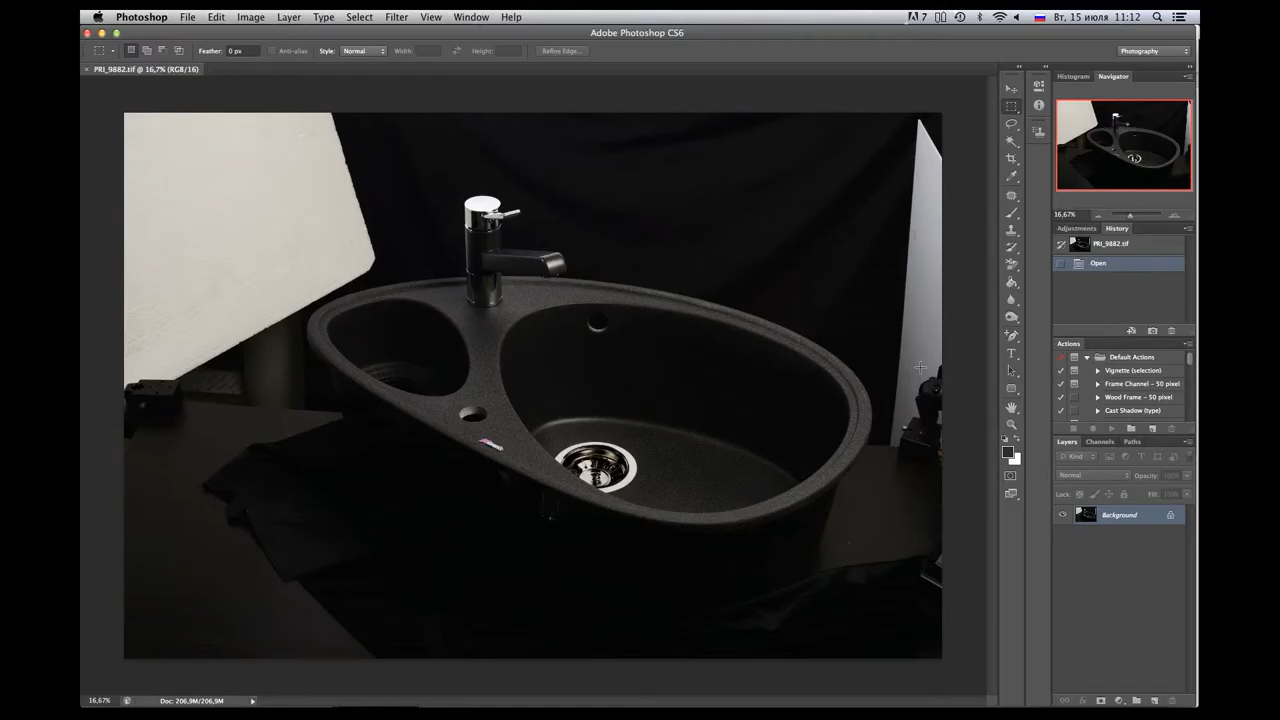 Photoshop File Edit Image Layer Type Select Filter View Window Help
7 Вт, 15 июля 11:12
Adobe Photoshop CS6
Feather: 0 px Anti-alias Style: Normal Width: Height: Refine Edge... Photography
× PRI_9882.tif @ 16,7% (RGB/16)
Histogram Navigator
16,67%
Adjustments History
PRI_9882.tif
Open
Actions
Default Actions
Vignette (selection)
Frame Channel - 50 pixel
Wood Frame - 50 pixel
Cast Shadow (type)
Layers Channels Paths
Kind
Normal Opacity: 100%
Lock: Fill: 100%
Background
16,67% Doc: 206,9M/206,9M